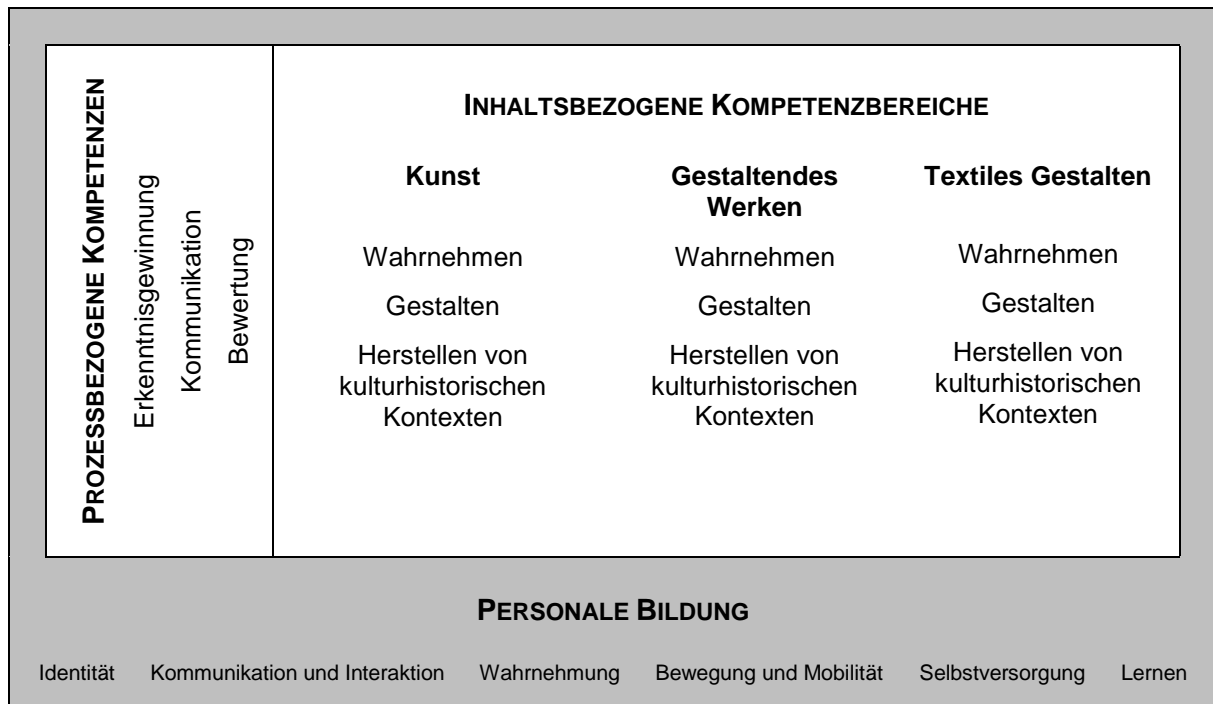 PROZESSBEZOGENE KOMPETENZEN
Erkenntnisgewinnung
Kommunikation
Bewertung
INHALTSBEZOGENE KOMPETENZBEREICHE
Kunst
Wahrnehmen
Gestalten
Herstellen von
kulturhistorischen
Kontexten
Gestaltendes
Werken
Wahrnehmen
Gestalten
Herstellen von
kulturhistorischen
Kontexten
Textiles Gestalten
Wahrnehmen
Gestalten
Herstellen von
kulturhistorischen
Kontexten
PERSONALE BILDUNG
Identität Kommunikation und Interaktion Wahrnehmung Bewegung und Mobilität Selbstversorgung Lernen